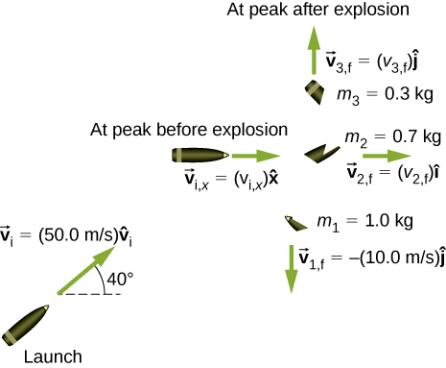 At peak after explosion
v⃗3,f = (v3,f)ĵ
m3 = 0.3 kg
At peak before explosion
m2 = 0.7 kg
v⃗i,x = (vi,x)x̂
v⃗2,f = (v2,f)î
m1 = 1.0 kg
v⃗i = (50.0 m/s)v̂i
v⃗1,f = –(10.0 m/s)ĵ
40°
Launch